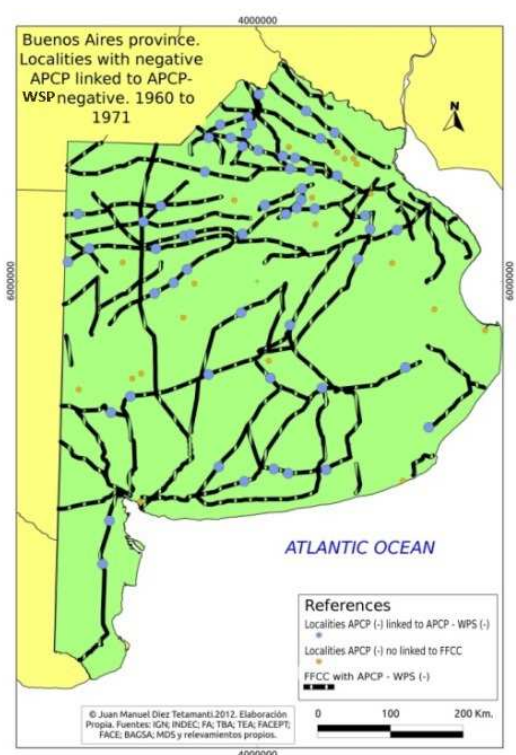 4000000
Buenos Aires province.
Localities with negative
APCP linked to APCP-
WSP negative. 1960 to
1971
N
6000000
6000000
ATLANTIC OCEAN
References
Localities APCP (-) linked to APCP - WPS (-)
Localities APCP (-) no linked to FFCC
FFCC with APCP - WPS (-)
© Juan Manuel Diez Tetamanti.2012. Elaboración
Propia. Fuentes: IGN; INDEC; FA; TBA; TEA; FACEPT;
FACE; BAGSA; MDS y relevamientos propios.
0 100 200 Km.
4000000